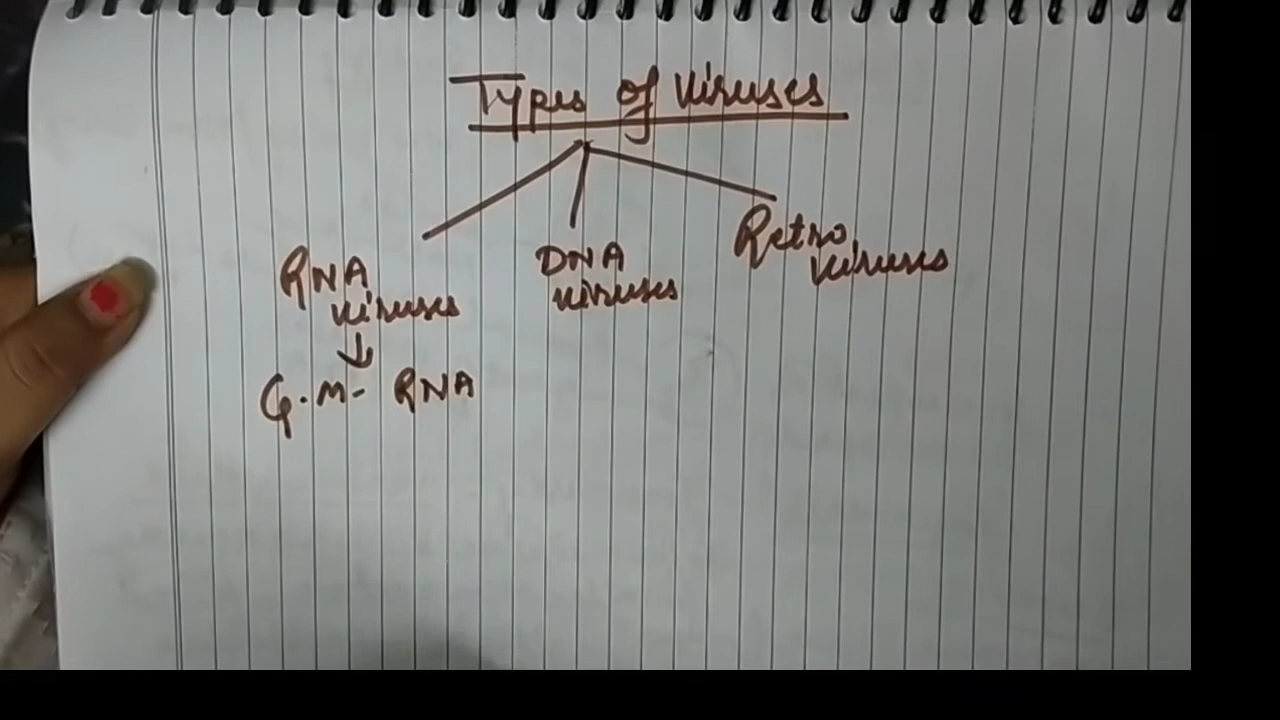 Types of Viruses
RNA
viruses
DNA
viruses
Retro
viruses
G.M- RNA